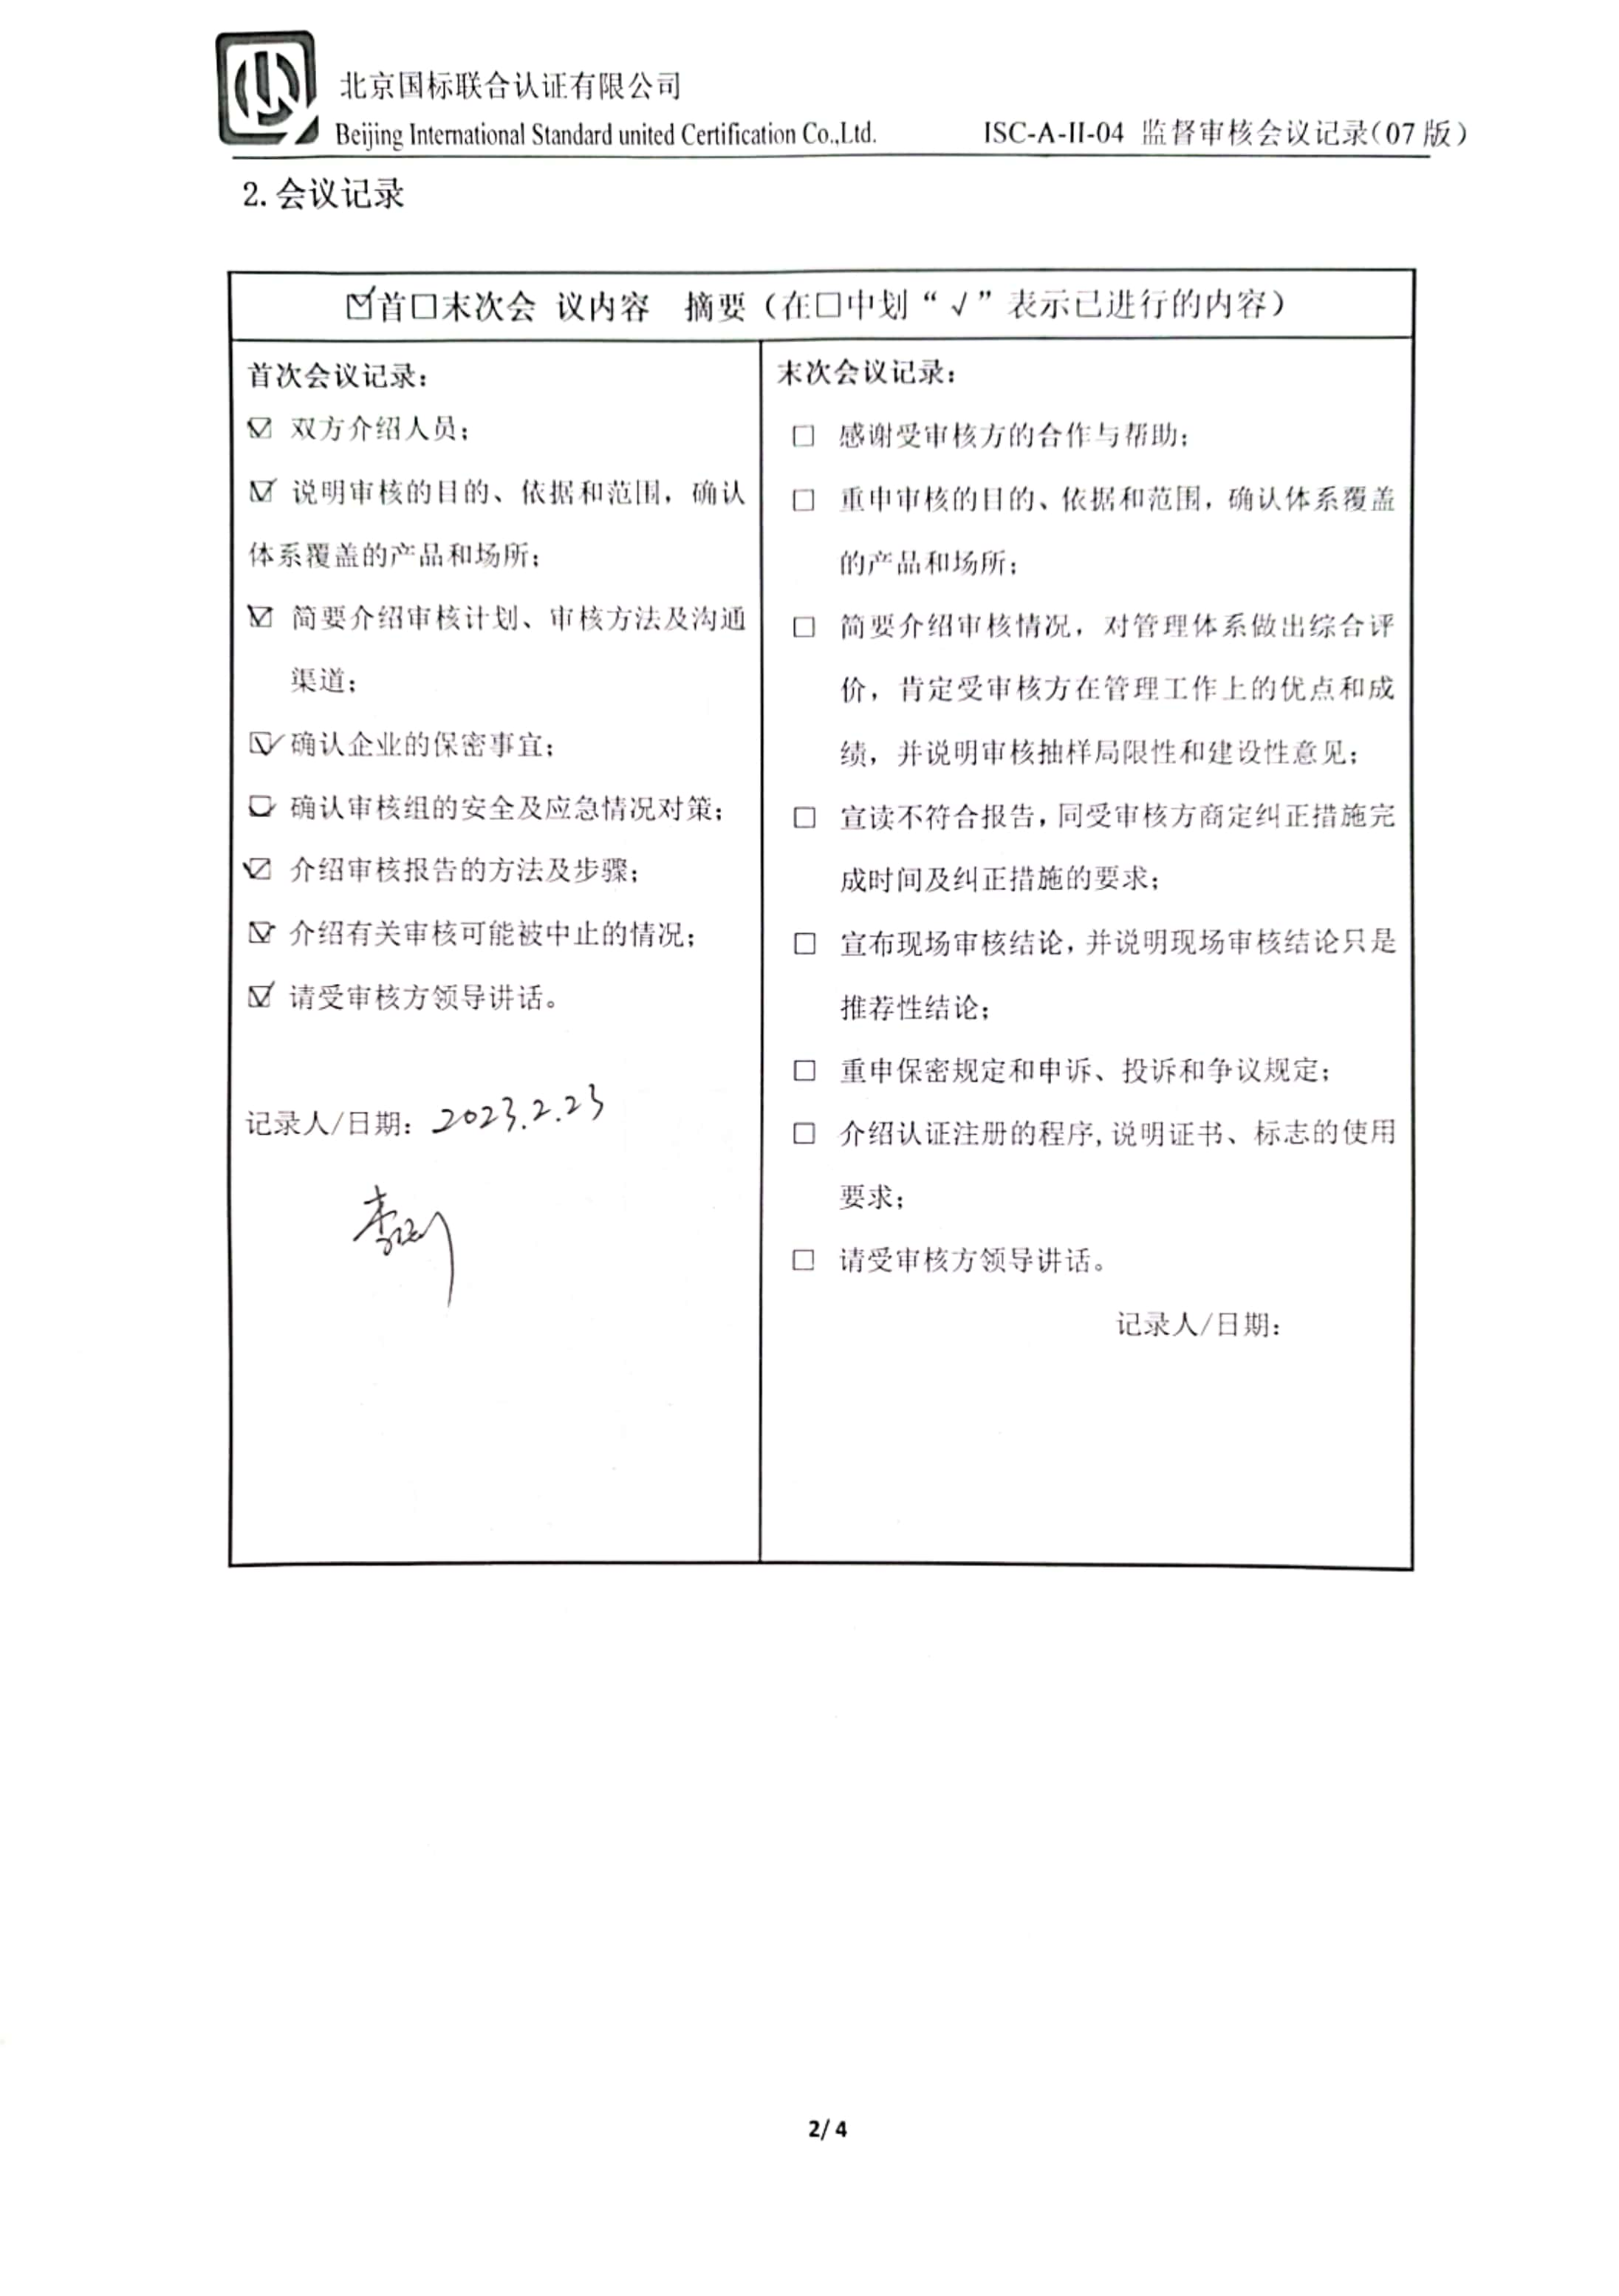 北京国标联合认证有限公司
Beijing International Standard united Certification Co.,Ltd. ISC-A-II-04 监督审核会议记录(07 版)
2. 会议记录
☑首☐末次会 议内容 摘要(在☐中划“√”表示已进行的内容)
首次会议记录:
☑ 双方介绍人员;
☑ 说明审核的目的、依据和范围,确认
体系覆盖的产品和场所;
☑ 简要介绍审核计划、审核方法及沟通
渠道;
☑ 确认企业的保密事宜;
☑ 确认审核组的安全及应急情况对策;
☑ 介绍审核报告的方法及步骤;
☑ 介绍有关审核可能被中止的情况;
☑ 请受审核方领导讲话。
记录人/日期: 2023.2.23
末次会议记录:
☐ 感谢受审核方的合作与帮助;
☐ 重申审核的目的、依据和范围,确认体系覆盖
的产品和场所;
☐ 简要介绍审核情况,对管理体系做出综合评
价,肯定受审核方在管理工作上的优点和成
绩,并说明审核抽样局限性和建设性意见;
☐ 宣读不符合报告,同受审核方商定纠正措施完
成时间及纠正措施的要求;
☐ 宣布现场审核结论,并说明现场审核结论只是
推荐性结论;
☐ 重申保密规定和申诉、投诉和争议规定;
☐ 介绍认证注册的程序,说明证书、标志的使用
要求;
☐ 请受审核方领导讲话。
记录人/日期:
2/ 4